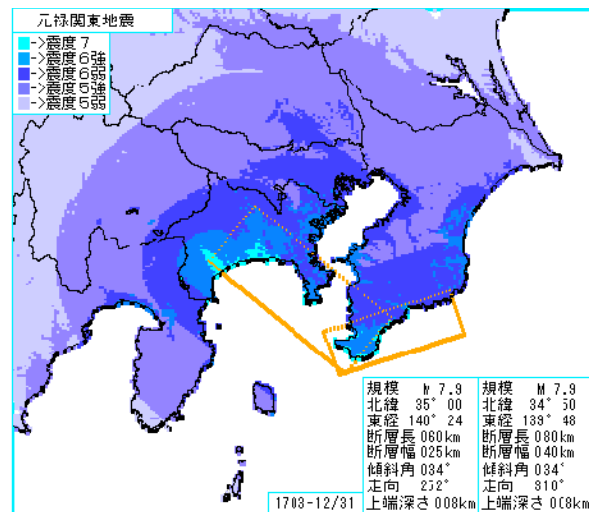 元禄関東地震
->震度7
->震度6強
->震度6弱
->震度5強
->震度5弱
規模 M 7.9
北緯 35° 00
東経 140° 24
断層長 060km
断層幅 025km
傾斜角 034°
走向 252°
上端深さ 008km
規模 M 7.9
北緯 34° 50
東経 139° 48
断層長 080km
断層幅 040km
傾斜角 034°
走向 310°
上端深さ 008km
1703-12/31